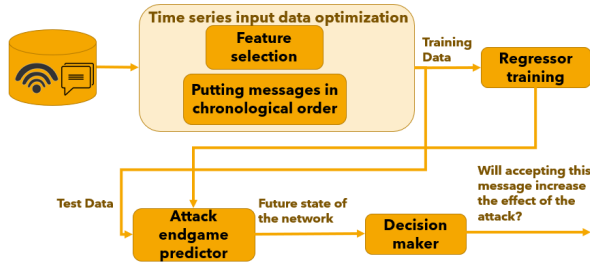 Time series input data optimization
Feature
selection
Putting messages in
chronological order
Training
Data
Regressor
training
Test Data
Attack
endgame
predictor
Future state of
the network
Decision
maker
Will accepting this
message increase
the effect of the
attack?